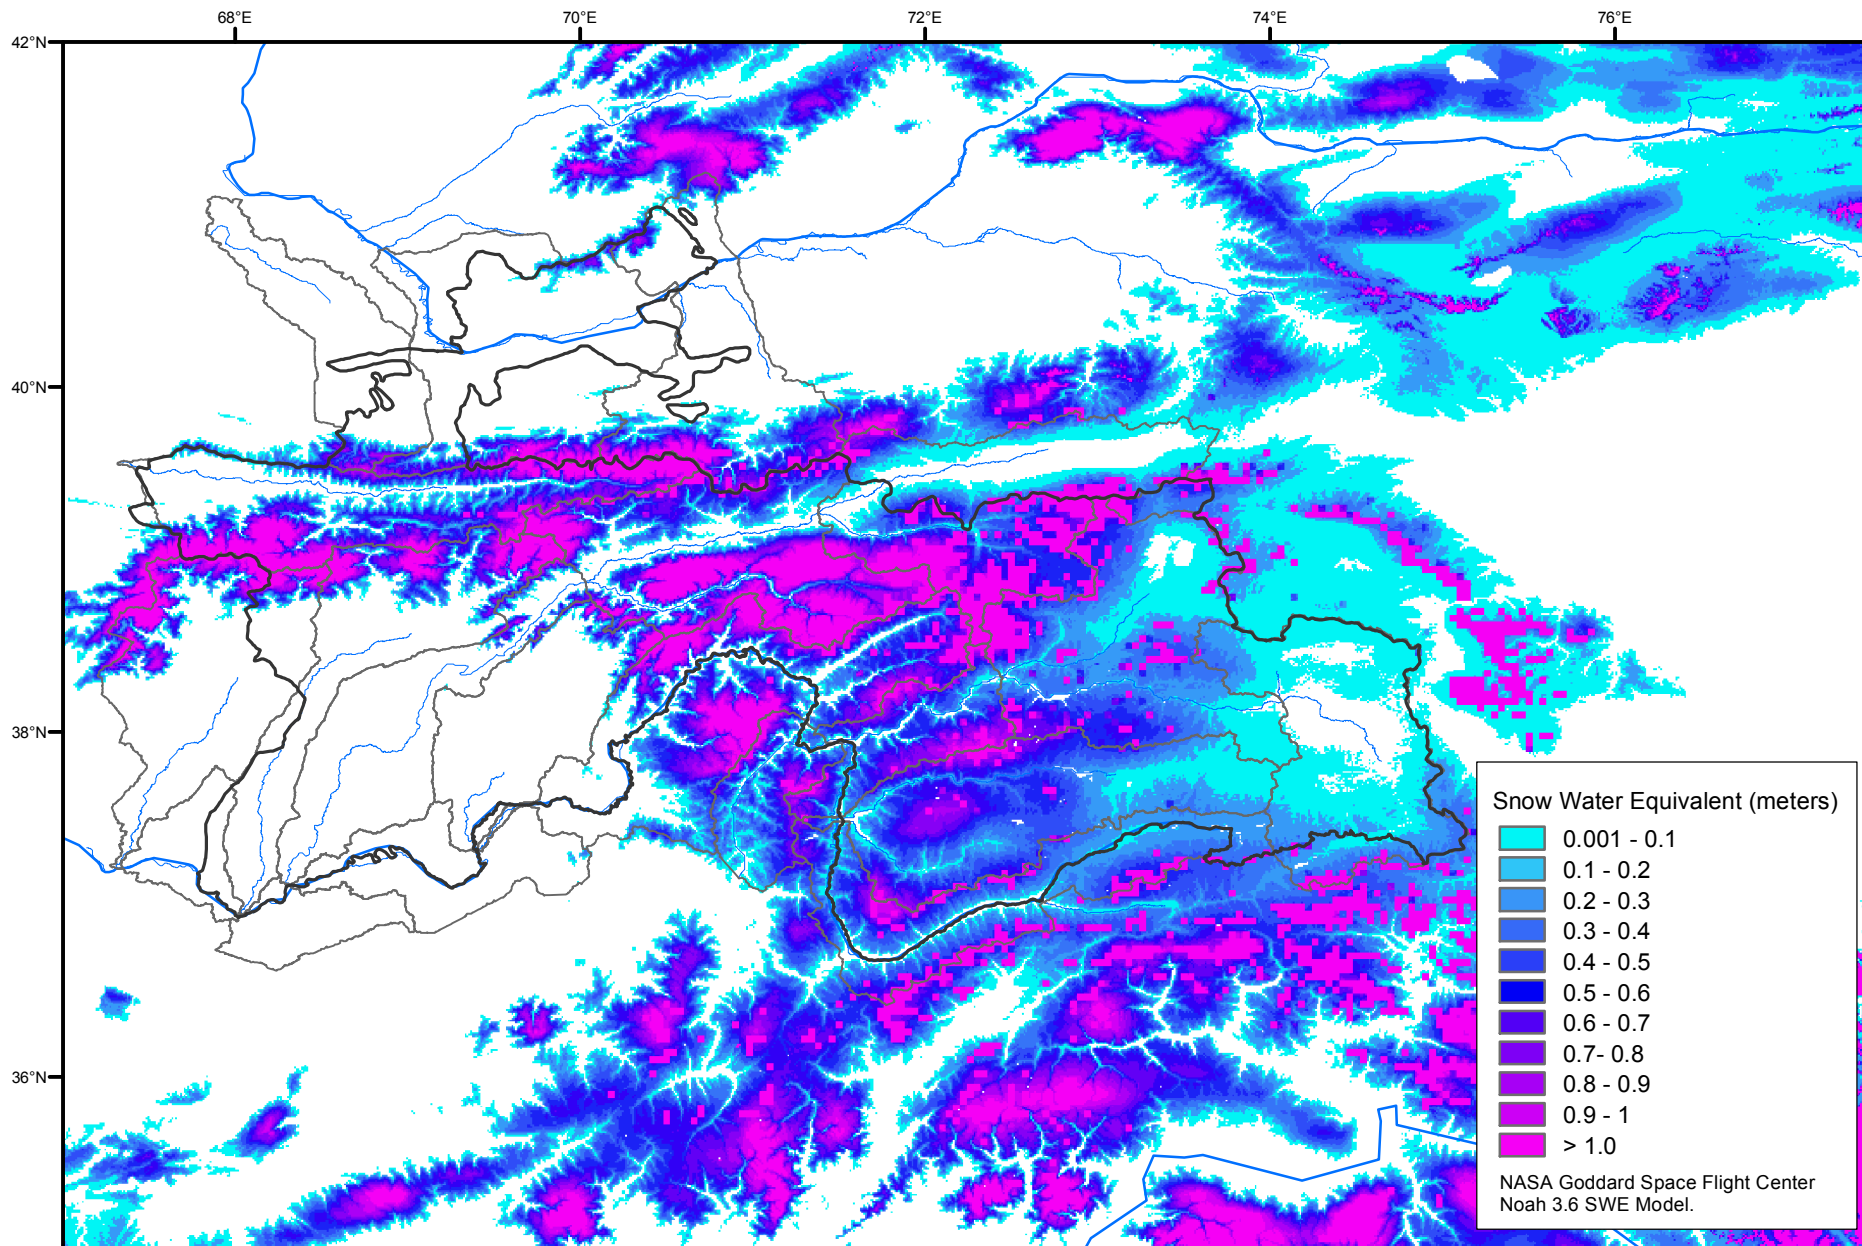 68°E
70°E
72°E
74°E
76°E
42°N
40°N
38°N
36°N
Snow Water Equivalent (meters)
0.001 - 0.1
0.1 - 0.2
0.2 - 0.3
0.3 - 0.4
0.4 - 0.5
0.5 - 0.6
0.6 - 0.7
0.7- 0.8
0.8 - 0.9
0.9 - 1
> 1.0
NASA Goddard Space Flight Center
Noah 3.6 SWE Model.